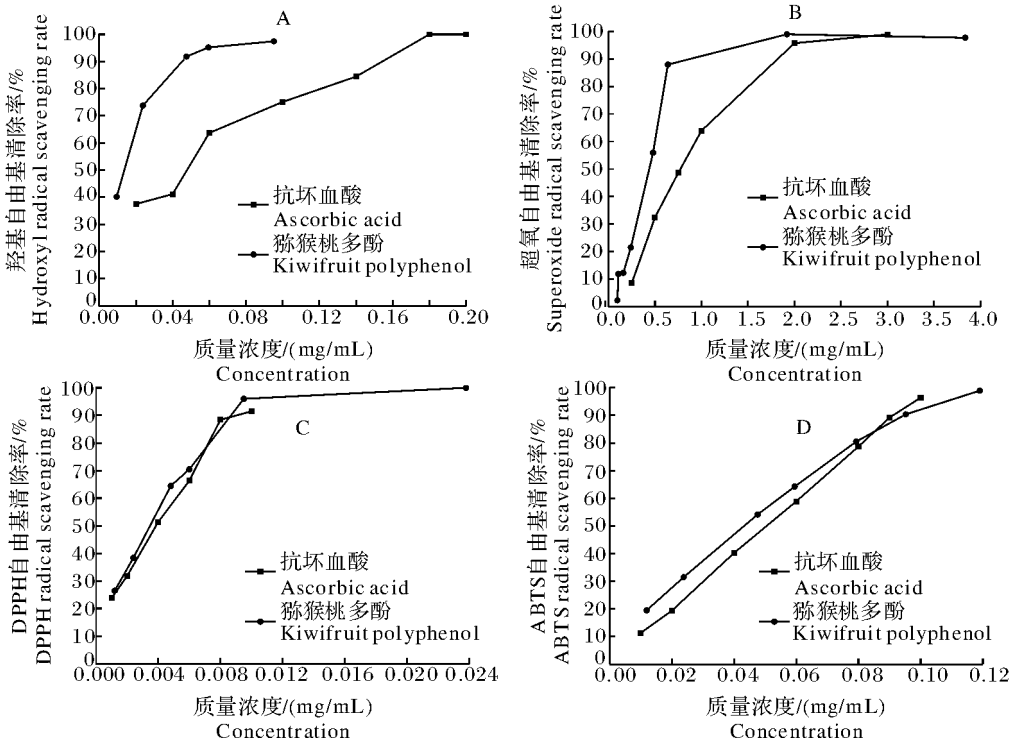 A
羟基自由基清除率/%
Hydroxyl radical scavenging rate
100
90
80
70
60
50
40
30
20
10
0
抗坏血酸
Ascorbic acid
猕猴桃多酚
Kiwifruit polyphenol
0.00 0.04 0.08 0.12 0.16 0.20
质量浓度/(mg/mL)
Concentration
B
超氧自由基清除率/%
Superoxide radical scavenging rate
100
90
80
70
60
50
40
30
20
10
0
抗坏血酸
Ascorbic acid
猕猴桃多酚
Kiwifruit polyphenol
0.0 0.5 1.0 1.5 2.0 2.5 3.0 3.5 4.0
质量浓度/(mg/mL)
Concentration
C
DPPH自由基清除率/%
DPPH radical scavenging rate
100
90
80
70
60
50
40
30
20
10
0
抗坏血酸
Ascorbic acid
猕猴桃多酚
Kiwifruit polyphenol
0.000 0.004 0.008 0.012 0.016 0.020 0.024
质量浓度/(mg/mL)
Concentration
D
ABTS自由基清除率/%
ABTS radical scavenging rate
100
90
80
70
60
50
40
30
20
10
0
抗坏血酸
Ascorbic acid
猕猴桃多酚
Kiwifruit polyphenol
0.00 0.02 0.04 0.06 0.08 0.10 0.12
质量浓度/(mg/mL)
Concentration